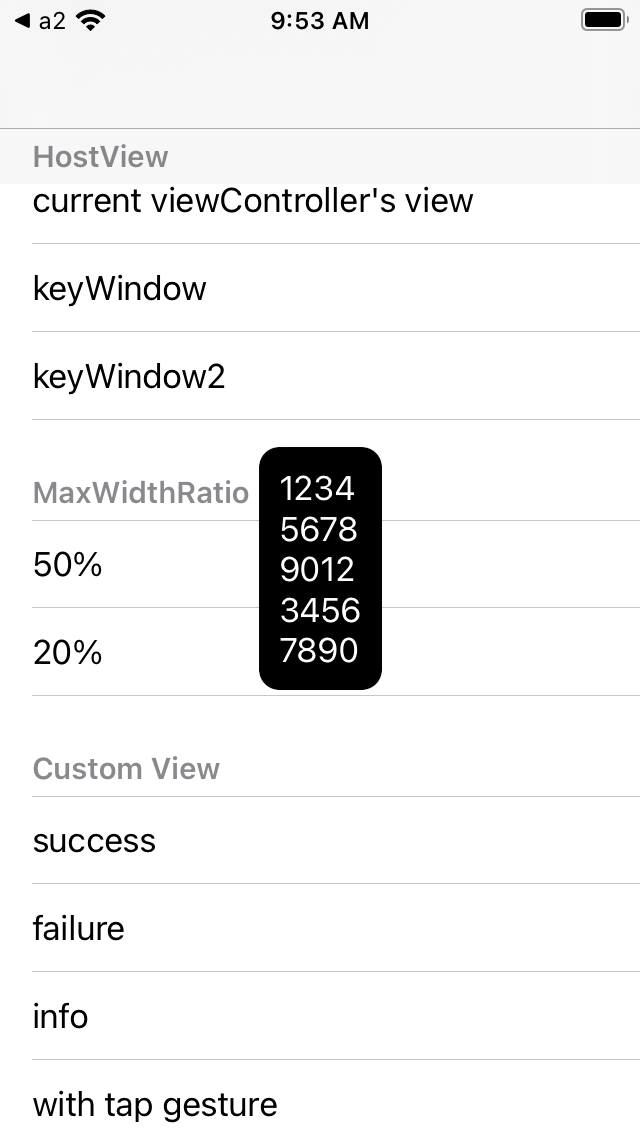 a2 9:53 AM
HostView
current viewController's view
keyWindow
keyWindow2
MaxWidthRatio
50%
20%
1234
5678
9012
3456
7890
Custom View
success
failure
info
with tap gesture